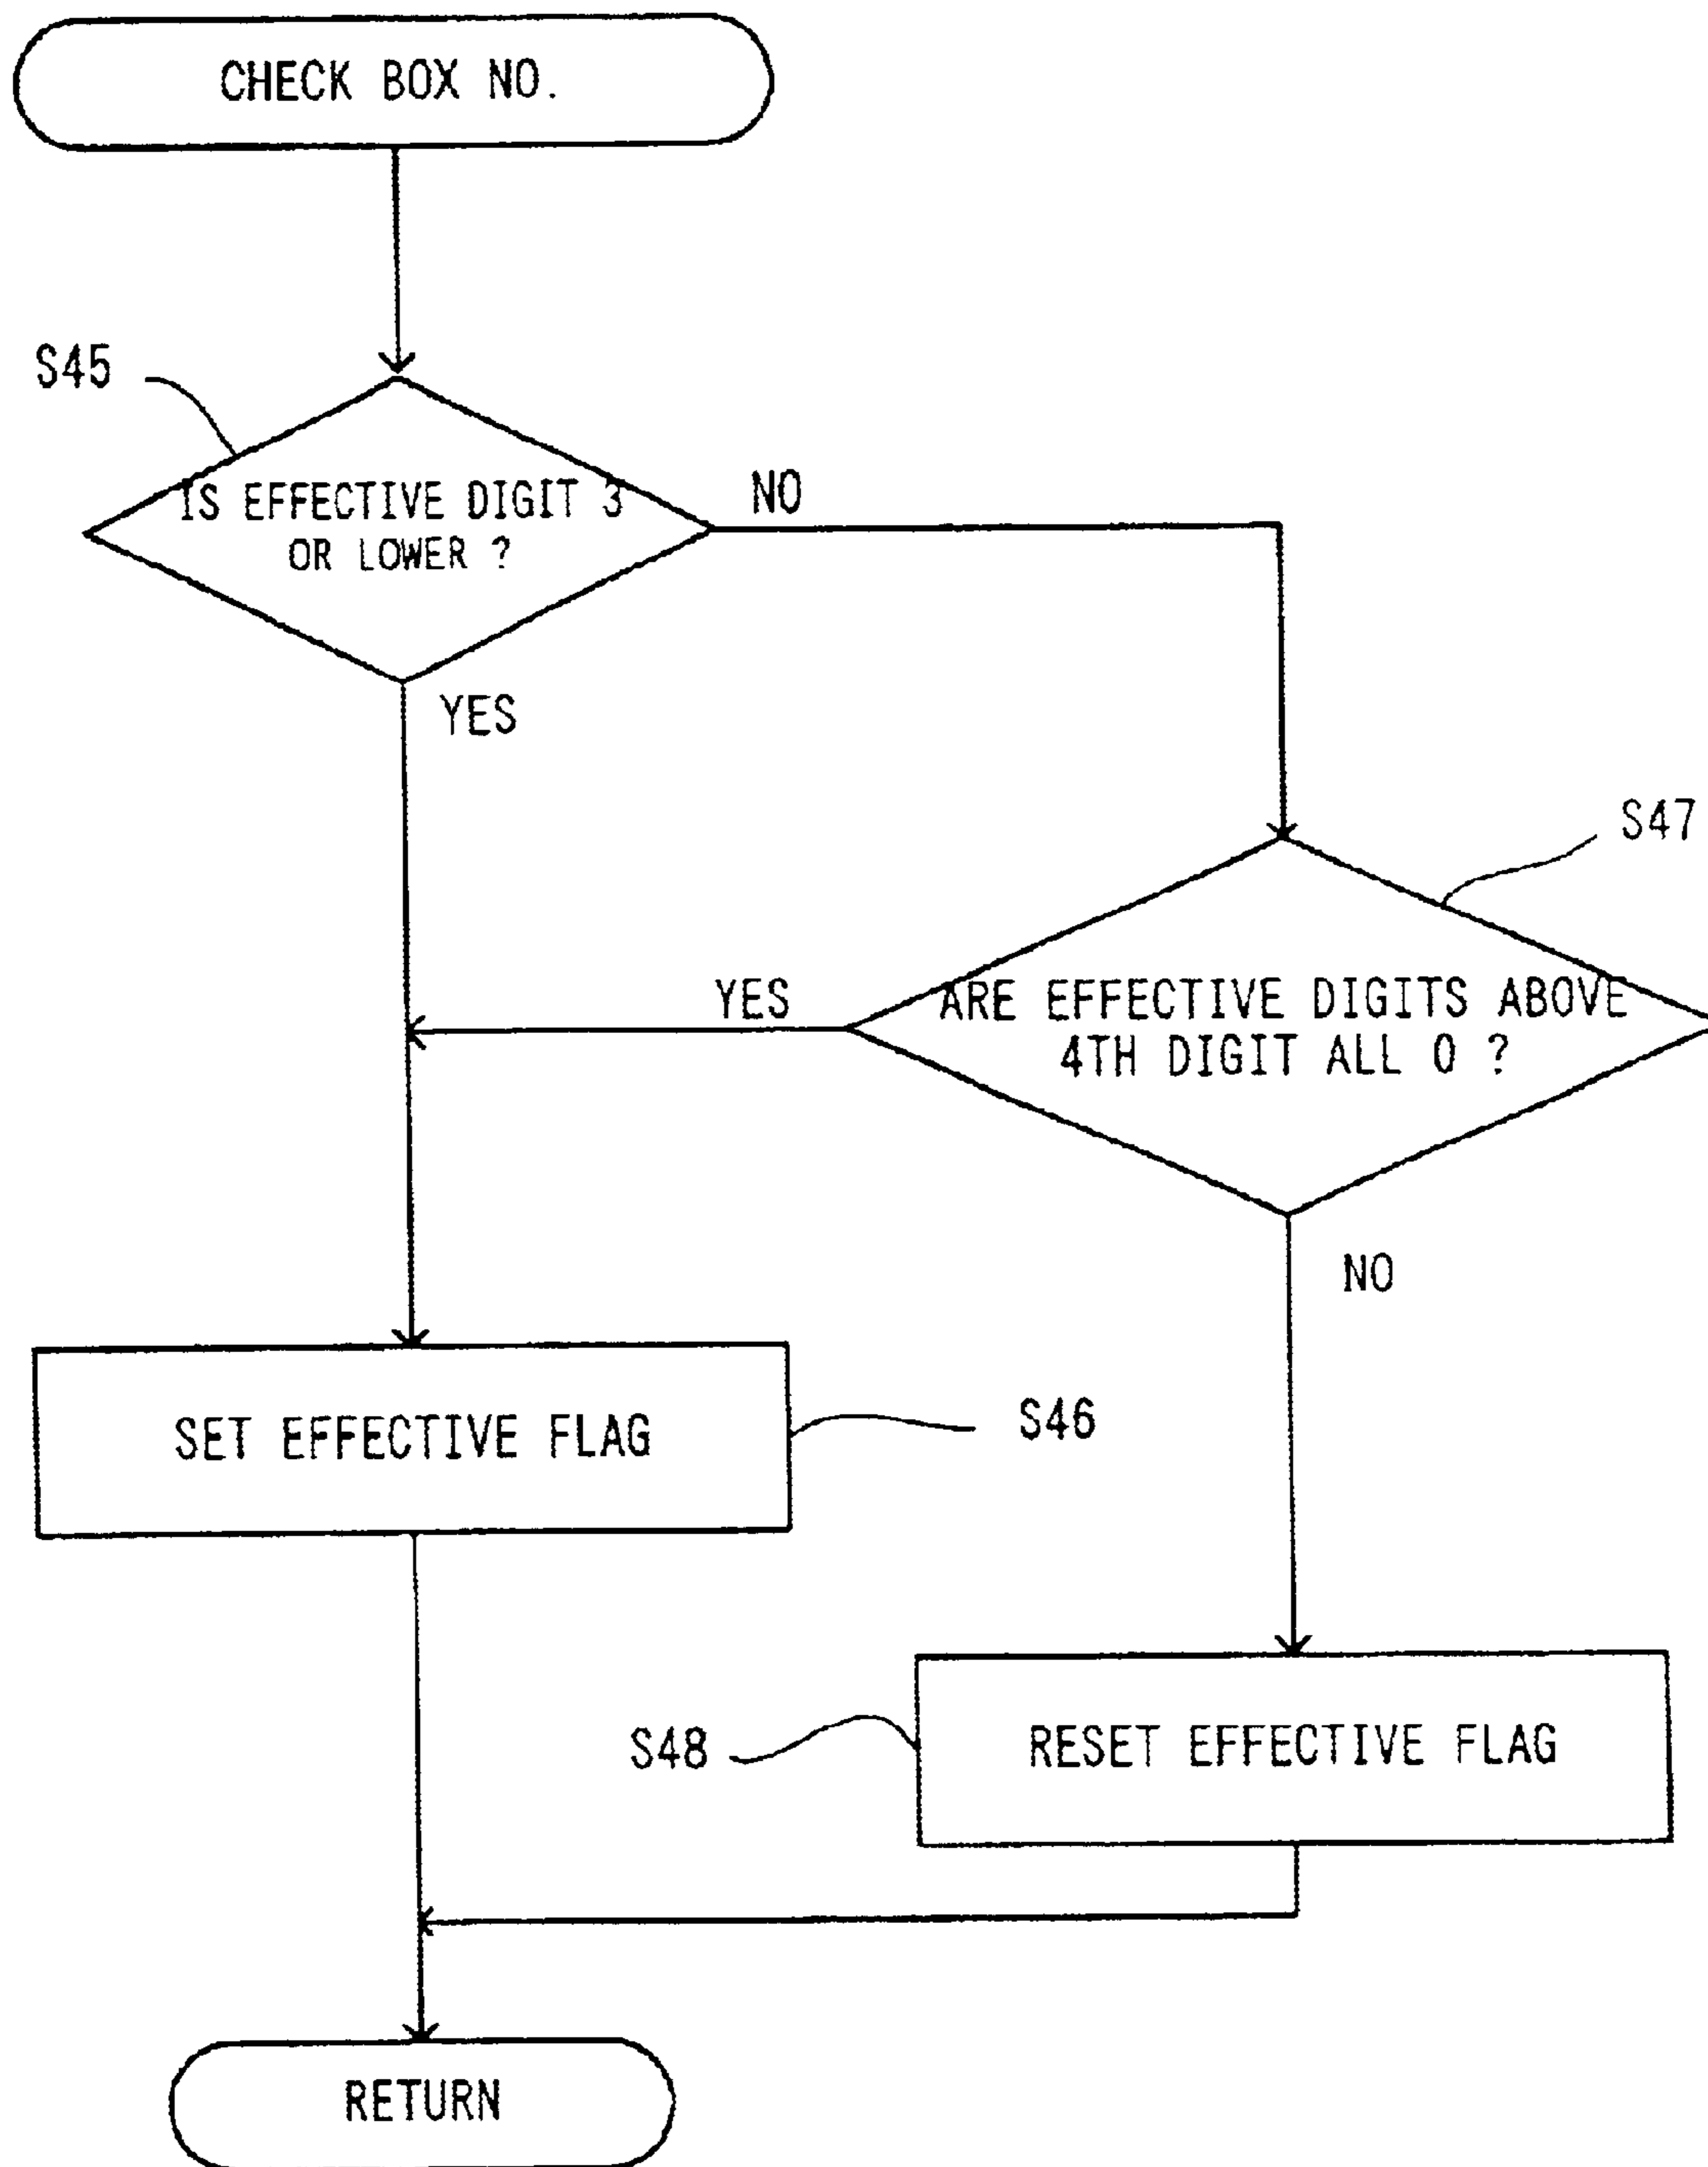 CHECK BOX NO.
S45
IS EFFECTIVE DIGIT 3
OR LOWER ?
NO
YES
S47
YES
ARE EFFECTIVE DIGITS ABOVE
4TH DIGIT ALL 0 ?
NO
SET EFFECTIVE FLAG
S46
S48
RESET EFFECTIVE FLAG
RETURN